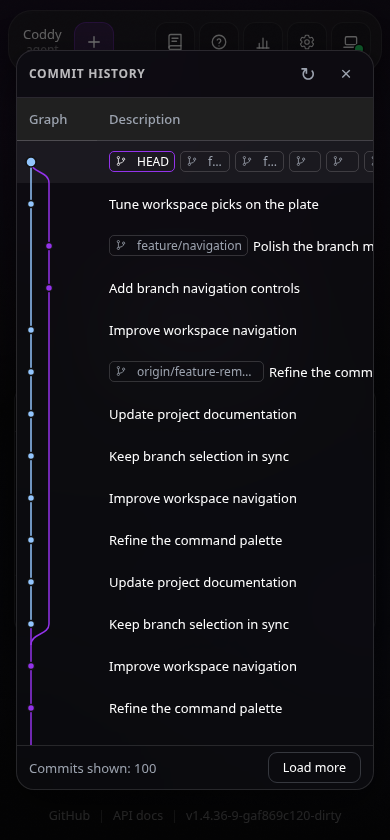 Coddy
agent
COMMIT HISTORY
Graph Description
HEAD f... f...
Tune workspace picks on the plate
feature/navigation Polish the branch m
Add branch navigation controls
Improve workspace navigation
origin/feature-rem... Refine the comm
Update project documentation
Keep branch selection in sync
Improve workspace navigation
Refine the command palette
Update project documentation
Keep branch selection in sync
Improve workspace navigation
Refine the command palette
Commits shown: 100 Load more
GitHub API docs v1.4.36-9-gaf869c120-dirty